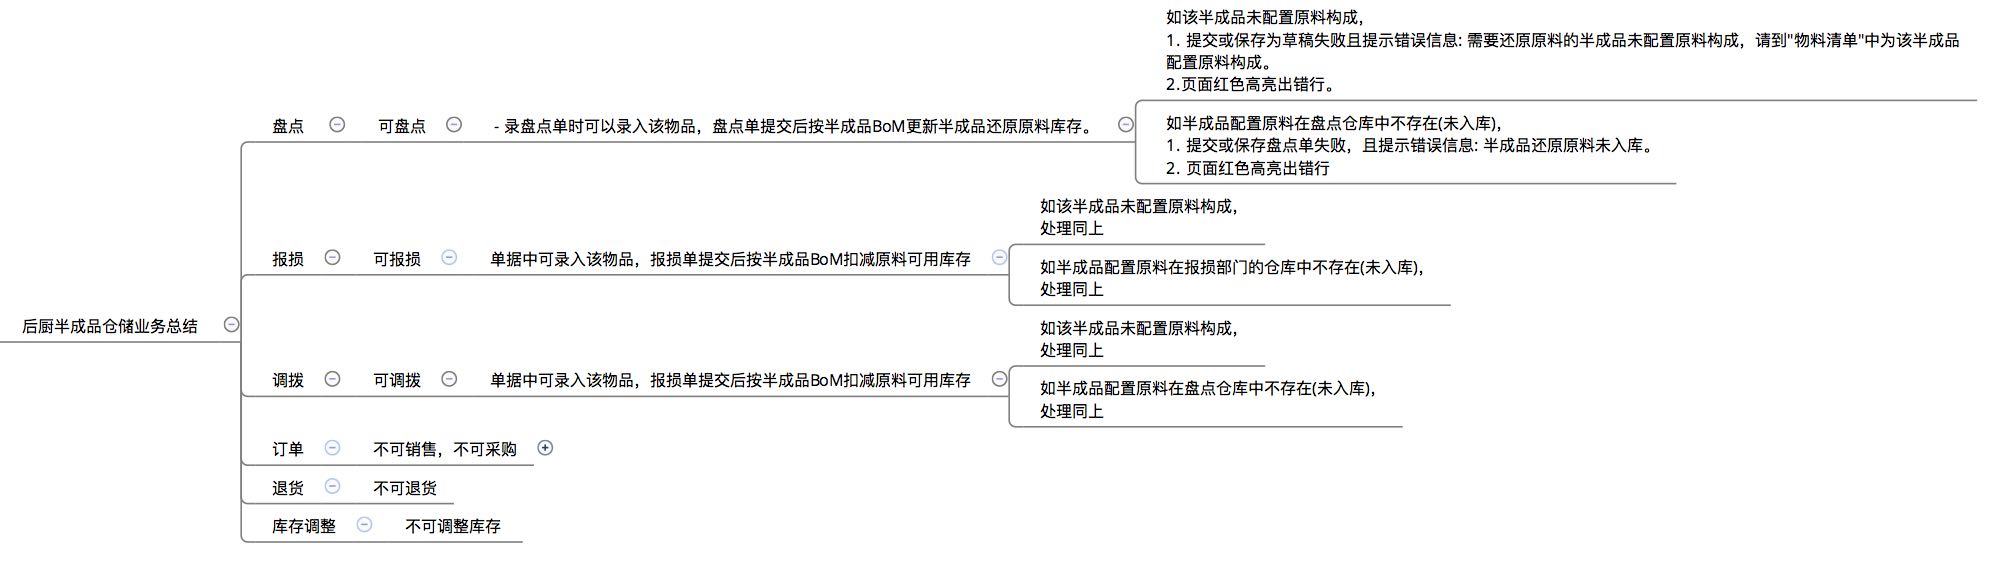 后厨半成品仓储业务总结
盘点
可盘点
- 录盘点单时可以录入该物品，盘点单提交后按半成品BoM更新半成品还原原料库存。
如该半成品未配置原料构成，
1. 提交或保存为草稿失败且提示错误信息: 需要还原原料的半成品未配置原料构成，请到"物料清单"中为该半成品
配置原料构成。
2.页面红色高亮出错行。
如半成品配置原料在盘点仓库中不存在(未入库)，
1. 提交或保存盘点单失败，且提示错误信息: 半成品还原原料未入库。
2. 页面红色高亮出错行
报损
可报损
单据中可录入该物品，报损单提交后按半成品BoM扣减原料可用库存
如该半成品未配置原料构成，
处理同上
如半成品配置原料在报损部门的仓库中不存在(未入库)，
处理同上
调拨
可调拨
单据中可录入该物品，报损单提交后按半成品BoM扣减原料可用库存
如该半成品未配置原料构成，
处理同上
如半成品配置原料在盘点仓库中不存在(未入库)，
处理同上
订单
不可销售，不可采购
退货
不可退货
库存调整
不可调整库存